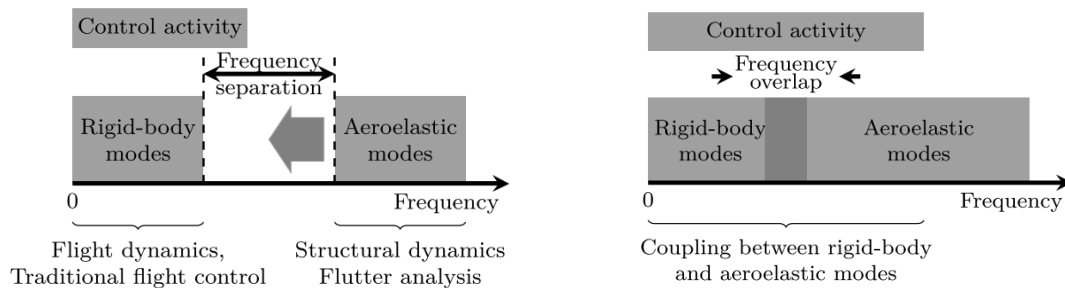 Control activity
Frequency
separation
Rigid-body
modes
Aeroelastic
modes
0
Frequency
Flight dynamics,
Traditional flight control
Structural dynamics
Flutter analysis
Control activity
Frequency
overlap
Rigid-body
modes
Aeroelastic
modes
0
Frequency
Coupling between rigid-body
and aeroelastic modes